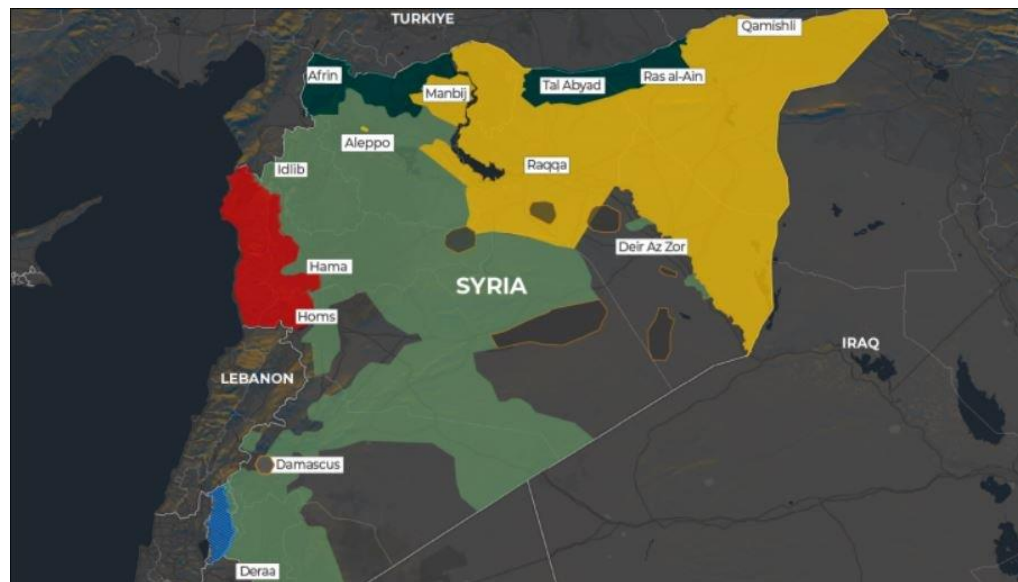 TURKIYE
Qamishli
Afrin
Manbij
Tal Abyad
Ras al-Ain
Aleppo
Idlib
Raqqa
Deir Az Zor
Hama
SYRIA
Homs
IRAQ
LEBANON
Damascus
Deraa